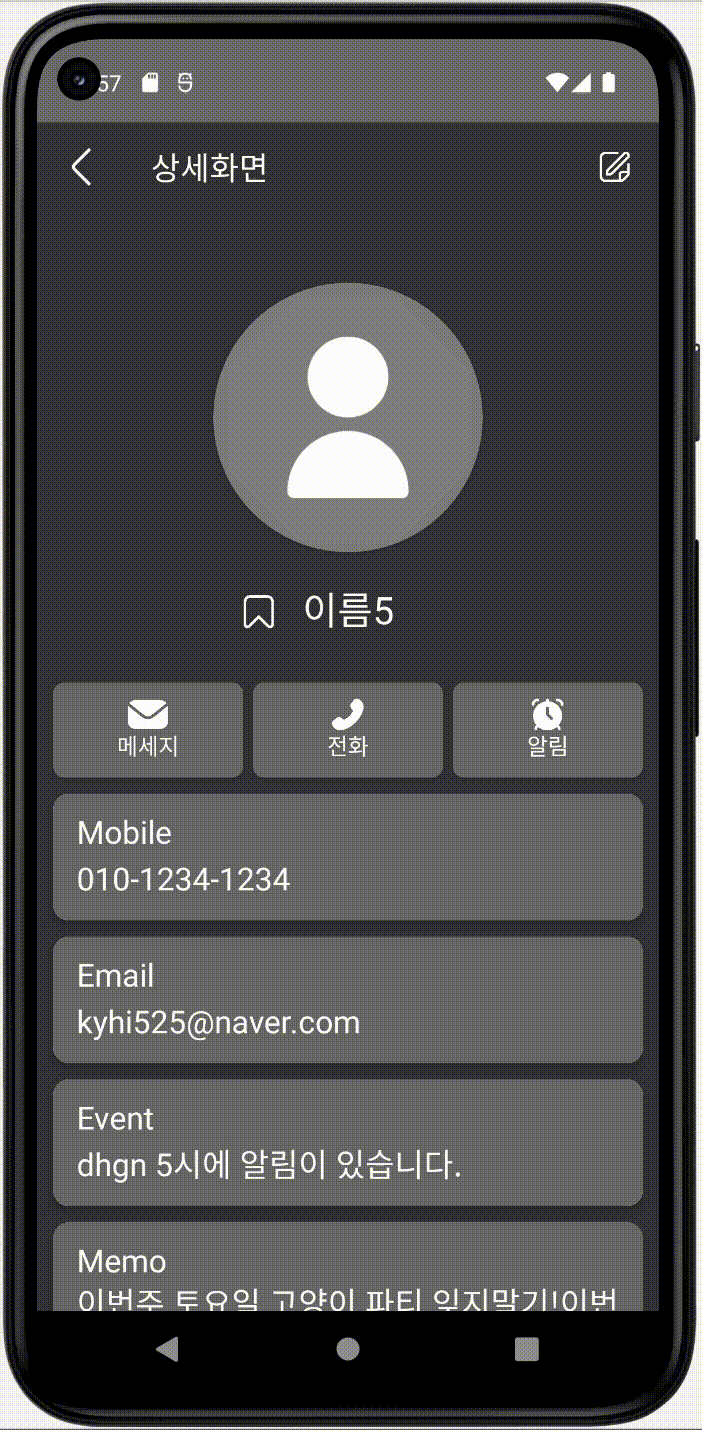 57
상세화면
이름5
메세지
전화
알림
Mobile
010-1234-1234
Email
kyhi525@naver.com
Event
dhgn 5시에 알림이 있습니다.
Memo
이번주 토요일 고양이 파티 잊지말기!이번